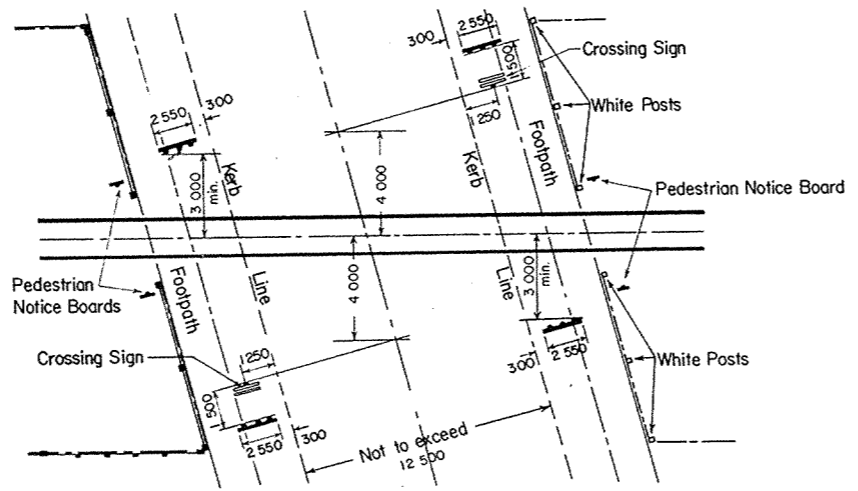 2 550
300
Crossing Sign
1 500
250
White Posts
2 550
300
Footpath
Kerb
3 000
min.
4 000
Kerb
Footpath
Pedestrian Notice Board
Pedestrian
Notice Boards
Footpath
Line
4 000
Line
3 000
min.
Crossing Sign
250
300
2 550
White Posts
1 500
2 550
300
Not to exceed
12 500